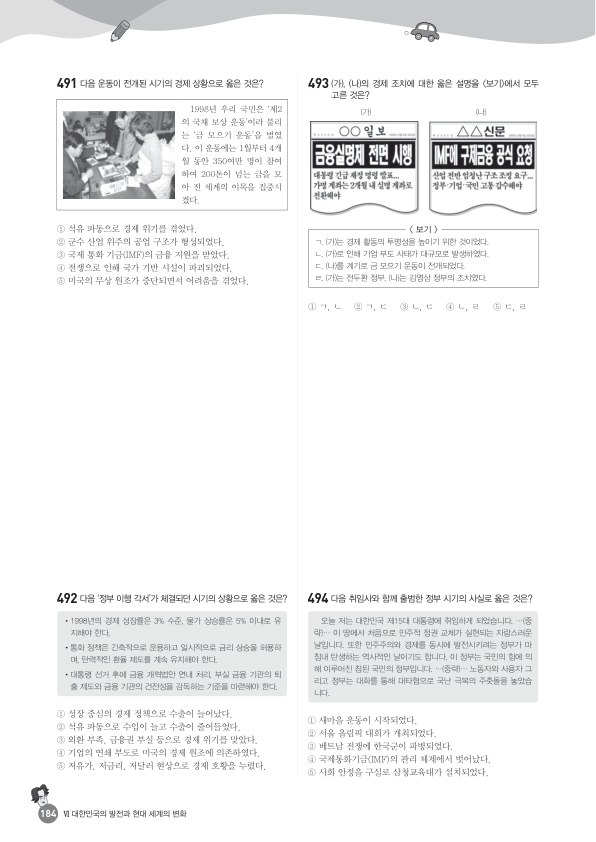 491 다음 운동이 전개된 시기의 경제 상황으로 옳은 것은?
1998년 우리 국민은 ‘제2
의 국채 보상 운동’이라 불리
는 ‘금 모으기 운동’을 벌였
다. 이 운동에는 1월부터 4개
월 동안 350여만 명이 참여
하여 200톤이 넘는 금을 모
아 전 세계의 이목을 집중시
켰다.
① 석유 파동으로 경제 위기를 겪었다.
② 군수 산업 위주의 공업 구조가 형성되었다.
③ 국제 통화 기금(IMF)의 금융 지원을 받았다.
④ 전쟁으로 인해 국가 기반 시설이 파괴되었다.
⑤ 미국의 무상 원조가 중단되면서 어려움을 겪었다.
492 다음 ‘정부 이행 각서’가 체결되던 시기의 상황으로 옳은 것은?
• 1998년의 경제 성장률은 3% 수준, 물가 상승률은 5% 이내로 유
지해야 한다.
• 통화 정책은 긴축적으로 운용하고 일시적으로 금리 상승을 허용하
며, 탄력적인 환율 제도를 계속 유지해야 한다.
• 대통령 선거 후에 금융 개혁법안 연내 처리, 부실 금융 기관의 퇴
출 제도와 금융 기관의 건전성을 감독하는 기준을 마련해야 한다.
① 성장 중심의 경제 정책으로 수출이 늘어났다.
② 석유 파동으로 수입이 늘고 수출이 줄어들었다.
③ 외환 부족, 금융권 부실 등으로 경제 위기를 맞았다.
④ 기업의 연쇄 부도로 미국의 경제 원조에 의존하였다.
⑤ 저유가, 저금리, 저달러 현상으로 경제 호황을 누렸다.
493 (가), (나)의 경제 조치에 대한 옳은 설명을 〈보기〉에서 모두
고른 것은?
(가)
○○일보
금융실명제 전면 시행
대통령 긴급 재정 명령 발표...
가명 계좌는 2개월 내 실명 계좌로
전환해야
(나)
△△신문
IMF에 구제금융 공식 요청
산업 전반 엄청난 구조 조정 요구...
정부·기업·국민 고통 감수해야
〈 보기 〉
ㄱ. (가)는 경제 활동의 투명성을 높이기 위한 것이었다.
ㄴ. (가)로 인해 기업 부도 사태가 대규모로 발생하였다.
ㄷ. (나)를 계기로 금 모으기 운동이 전개되었다.
ㄹ. (가)는 전두환 정부, (나)는 김영삼 정부의 조치였다.
① ㄱ, ㄴ ② ㄱ, ㄷ ③ ㄴ, ㄷ ④ ㄴ, ㄹ ⑤ ㄷ, ㄹ
494 다음 취임사와 함께 출범한 정부 시기의 사실로 옳은 것은?
오늘 저는 대한민국 제15대 대통령에 취임하게 되었습니다. …(중
략)… 이 땅에서 처음으로 민주적 정권 교체가 실현되는 자랑스러운
날입니다. 또한 민주주의와 경제를 동시에 발전시키려는 정부가 마
침내 탄생하는 역사적인 날이기도 합니다. 이 정부는 국민의 힘에 의
해 이루어진 참된 국민의 정부입니다. …(중략)… 노동자와 사용자 그
리고 정부는 대화를 통해 대타협으로 국난 극복의 주춧돌을 놓았습
니다.
① 새마을 운동이 시작되었다.
② 서울 올림픽 대회가 개최되었다.
③ 베트남 전쟁에 한국군이 파병되었다.
④ 국제통화기금(IMF)의 관리 체제에서 벗어났다.
⑤ 사회 안정을 구실로 삼청교육대가 설치되었다.
184 Ⅵ 대한민국의 발전과 현대 세계의 변화